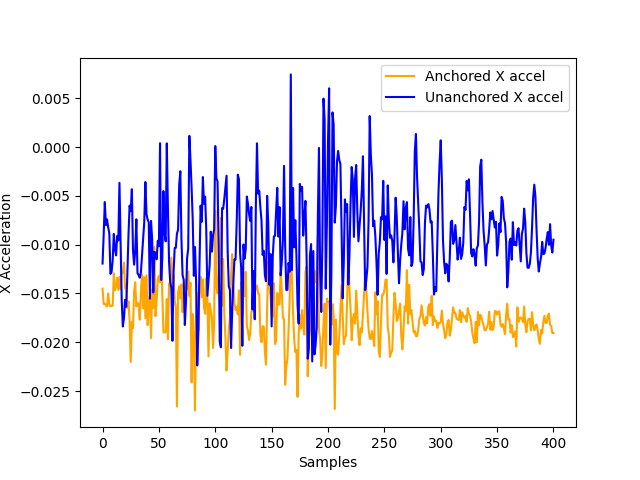 Anchored X accel
Unanchored X accel
0.005
0.000
−0.005
−0.010
−0.015
−0.020
−0.025
X Acceleration
0 50 100 150 200 250 300 350 400
Samples